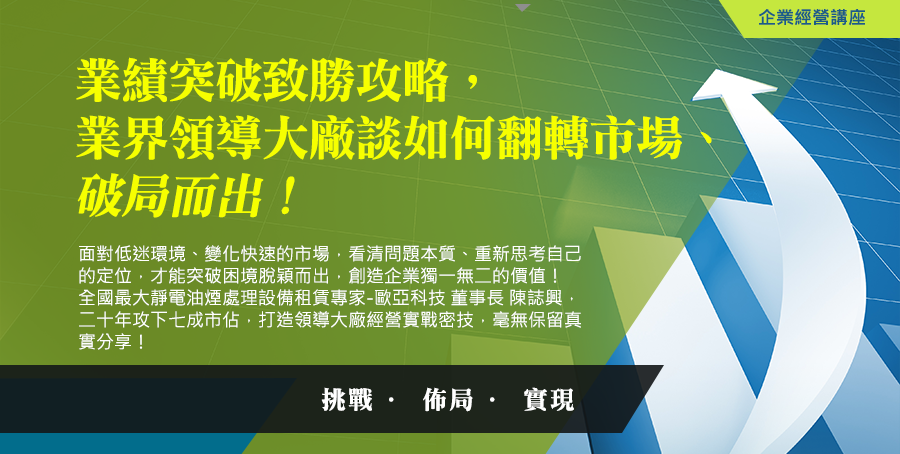 企業經營講座
業績突破致勝攻略，
業界領導大廠談如何翻轉市場、
破局而出！
面對低迷環境、變化快速的市場，看清問題本質、重新思考自己
的定位，才能突破困境脫穎而出，創造企業獨一無二的價值！
全國最大靜電油煙處理設備租賃專家-歐亞科技 董事長 陳誌興，
二十年攻下七成市佔，打造領導大廠經營實戰密技，毫無保留真
實分享！
挑戰 · 佈局 · 實現